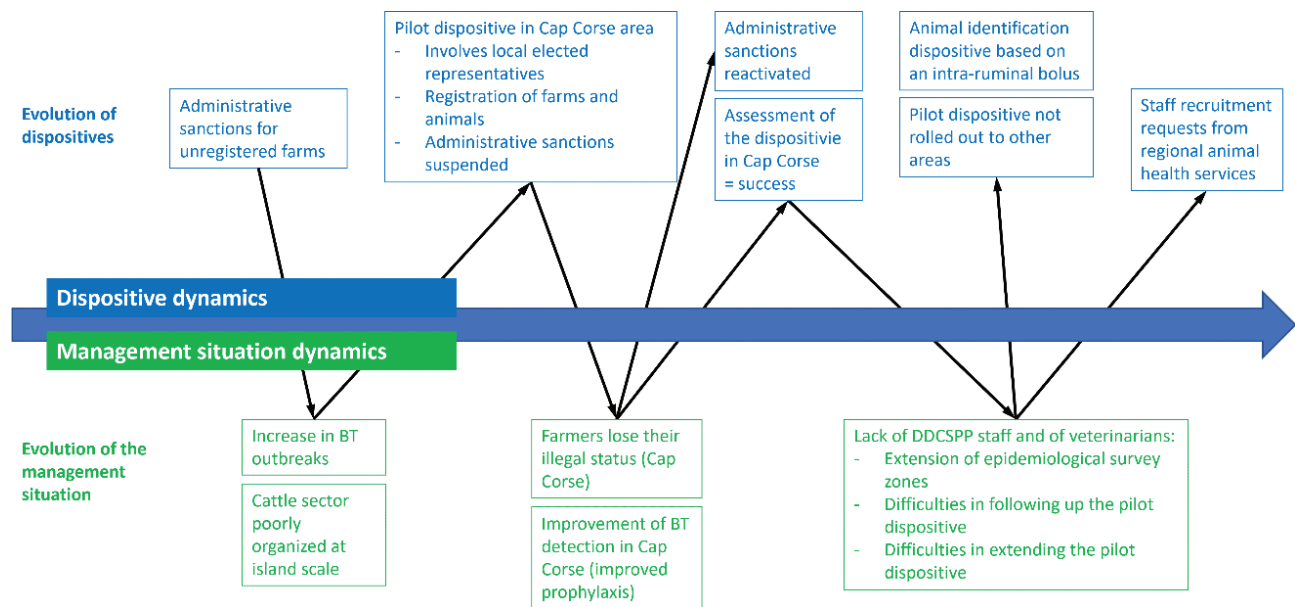 Evolution of
dispositives
Administrative
sanctions for
unregistered farms
Pilot dispositive in Cap Corse area
- Involves local elected
representatives
- Registration of farms and
animals
- Administrative sanctions
suspended
Administrative
sanctions
reactivated
Assessment of
the dispositivie
in Cap Corse
= success
Animal identification
dispositive based on
an intra-ruminal bolus
Pilot dispositive not
rolled out to other
areas
Staff recruitment
requests from
regional animal
health services
Dispositive dynamics
Management situation dynamics
Evolution of the
management
situation
Increase in BT
outbreaks
Cattle sector
poorly
organized at
island scale
Farmers lose their
illegal status (Cap
Corse)
Improvement of BT
detection in Cap
Corse (improved
prophylaxis)
Lack of DDCSPP staff and of veterinarians:
- Extension of epidemiological survey
zones
- Difficulties in following up the pilot
dispositive
- Difficulties in extending the pilot
dispositive